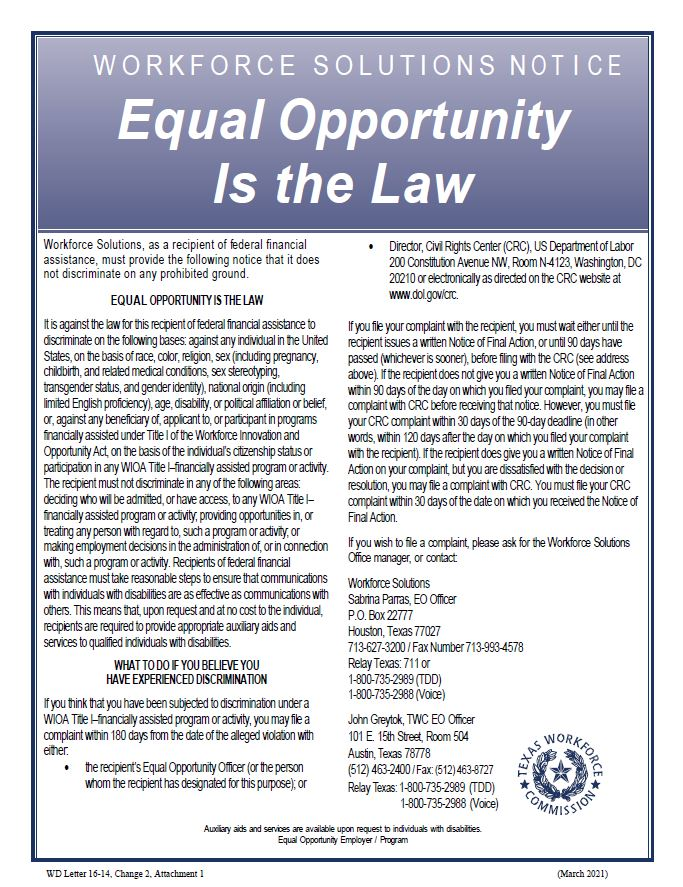 WORKFORCE SOLUTIONS NOTICE
Equal Opportunity
Is the Law
Workforce Solutions, as a recipient of federal financial
assistance, must provide the following notice that it does
not discriminate on any prohibited ground.
EQUAL OPPORTUNITY IS THE LAW
It is against the law for this recipient of federal financial assistance to
discriminate on the following bases: against any individual in the United
States, on the basis of race, color, religion, sex (including pregnancy,
childbirth, and related medical conditions, sex stereotyping,
transgender status, and gender identity), national origin (including
limited English proficiency), age, disability, or political affiliation or belief,
or, against any beneficiary of, applicant to, or participant in programs
financially assisted under Title I of the Workforce Innovation and
Opportunity Act, on the basis of the individual's citizenship status or
participation in any WIOA Title I–financially assisted program or activity.
The recipient must not discriminate in any of the following areas:
deciding who will be admitted, or have access, to any WIOA Title I–
financially assisted program or activity; providing opportunities in, or
treating any person with regard to, such a program or activity; or
making employment decisions in the administration of, or in connection
with, such a program or activity. Recipients of federal financial
assistance must take reasonable steps to ensure that communications
with individuals with disabilities are as effective as communications with
others. This means that, upon request and at no cost to the individual,
recipients are required to provide appropriate auxiliary aids and
services to qualified individuals with disabilities.
WHAT TO DO IF YOU BELIEVE YOU
HAVE EXPERIENCED DISCRIMINATION
If you think that you have been subjected to discrimination under a
WIOA Title I–financially assisted program or activity, you may file a
complaint within 180 days from the date of the alleged violation with
either:
• the recipient's Equal Opportunity Officer (or the person
whom the recipient has designated for this purpose); or
• Director, Civil Rights Center (CRC), US Department of Labor
200 Constitution Avenue NW, Room N-4123, Washington, DC
20210 or electronically as directed on the CRC website at
www.dol.gov/crc.
If you file your complaint with the recipient, you must wait either until the
recipient issues a written Notice of Final Action, or until 90 days have
passed (whichever is sooner), before filing with the CRC (see address
above). If the recipient does not give you a written Notice of Final Action
within 90 days of the day on which you filed your complaint, you may file a
complaint with CRC before receiving that notice. However, you must file
your CRC complaint within 30 days of the 90-day deadline (in other
words, within 120 days after the day on which you filed your complaint
with the recipient). If the recipient does give you a written Notice of Final
Action on your complaint, but you are dissatisfied with the decision or
resolution, you may file a complaint with CRC. You must file your CRC
complaint within 30 days of the date on which you received the Notice of
Final Action.
If you wish to file a complaint, please ask for the Workforce Solutions
Office manager, or contact:
Workforce Solutions
Sabrina Parras, EO Officer
P.O. Box 22777
Houston, Texas 77027
713-627-3200 / Fax Number 713-993-4578
Relay Texas: 711 or
1-800-735-2989 (TDD)
1-800-735-2988 (Voice)
John Greytok, TWC EO Officer
101 E. 15th Street, Room 504
Austin, Texas 78778
(512) 463-2400 / Fax: (512) 463-8727
Relay Texas: 1-800-735-2989 (TDD)
1-800-735-2988 (Voice)
TEXAS WORKFORCE
COMMISSION
Auxiliary aids and services are available upon request to individuals with disabilities.
Equal Opportunity Employer / Program
WD Letter 16-14, Change 2, Attachment 1 (March 2021)